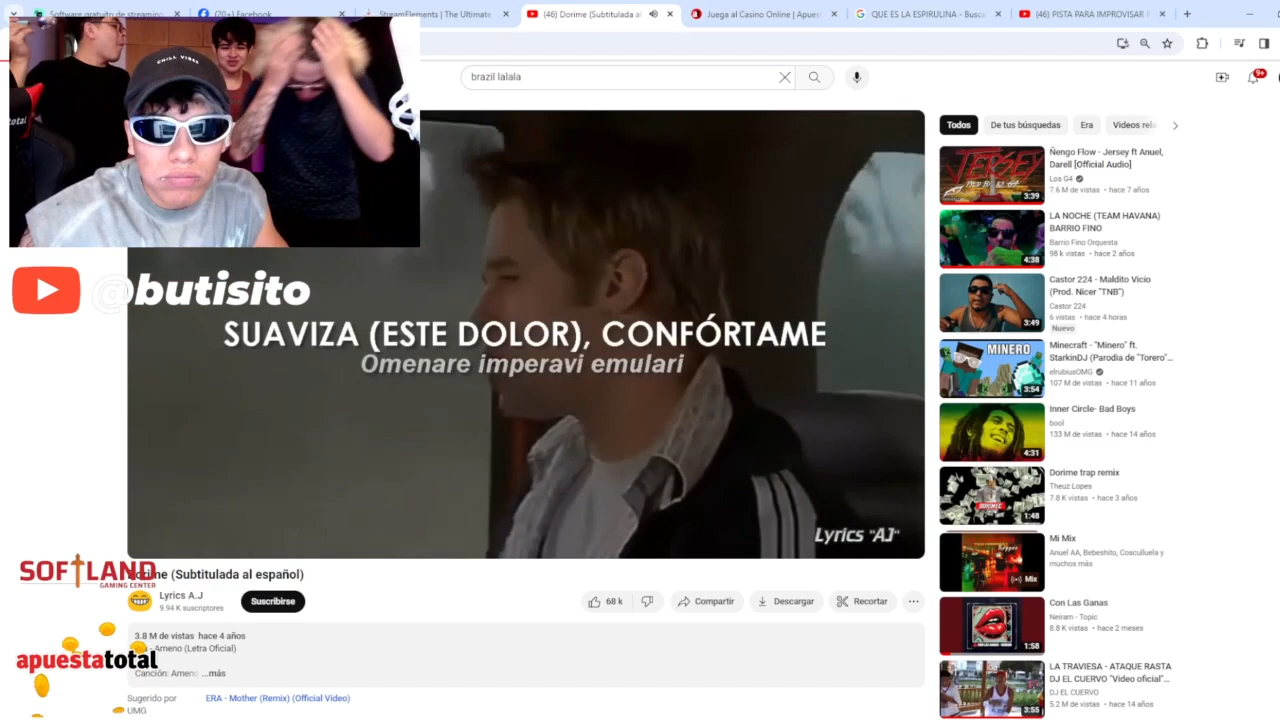 Software gratuito de streaming
(20+) Facebook
StreamElements | The Ultimate
(46) Dorime (Subtitulada al
Juega al Casino Online | Apue
QUE ES LA ESPIRULINA - Busca
(46) PISTA PARA IMPROVISAR
CHILL VIBES
brazil lalala
9+
@butisito
SUAVIZA (ESTE DOLOR), CONFÓRTAME
Omenare imperavi emulari
Lyrics "AJ"
Todos
De tus búsquedas
Era
Videos rela
Ñengo Flow - Jersey ft Anuel,
Darell [Official Audio]
Los G4
7.6 M de vistas • hace 7 años
JERSEY
3:39
LA NOCHE (TEAM HAVANA)
BARRIO FINO
Barrio Fino Orquesta
98 k vistas • hace 2 años
4:38
Castor 224 - Maldito Vicio
(Prod. Nicer "TNB")
Castor 224
6 vistas • hace 4 horas
Nuevo
3:49
Minecraft - "Minero" ft.
StarkinDJ (Parodia de "Torero"...
elrubiusOMG
107 M de vistas • hace 11 años
MINERO
3:54
Inner Circle- Bad Boys
bool
133 M de vistas • hace 14 años
4:31
Dorime trap remix
Theuz Lopes
7.8 K vistas • hace 3 años
1:48
Mi Mix
Anuel AA, Bebeshito, Cosculluela y
muchos más
Mix
Con Las Ganas
Neiram - Topic
8.8 K vistas • hace 2 meses
1:58
LA TRAVIESA - ATAQUE RASTA
DJ EL CUERVO "Video oficial"...
DJ EL CUERVO
5.2 M de vistas • hace 14 años
3:55
SOFTLAND
GAMING CENTER
(Subtitulada al español)
Lyrics A.J
9.94 K suscriptores
Suscribirse
68 k
Compartir
Descargar
Recortar
3.8 M de vistas hace 4 años
- Ameno (Letra Oficial)
apuestatotal
Canción: Ameno ...más
Sugerido por
UMG
ERA - Mother (Remix) (Official Video)